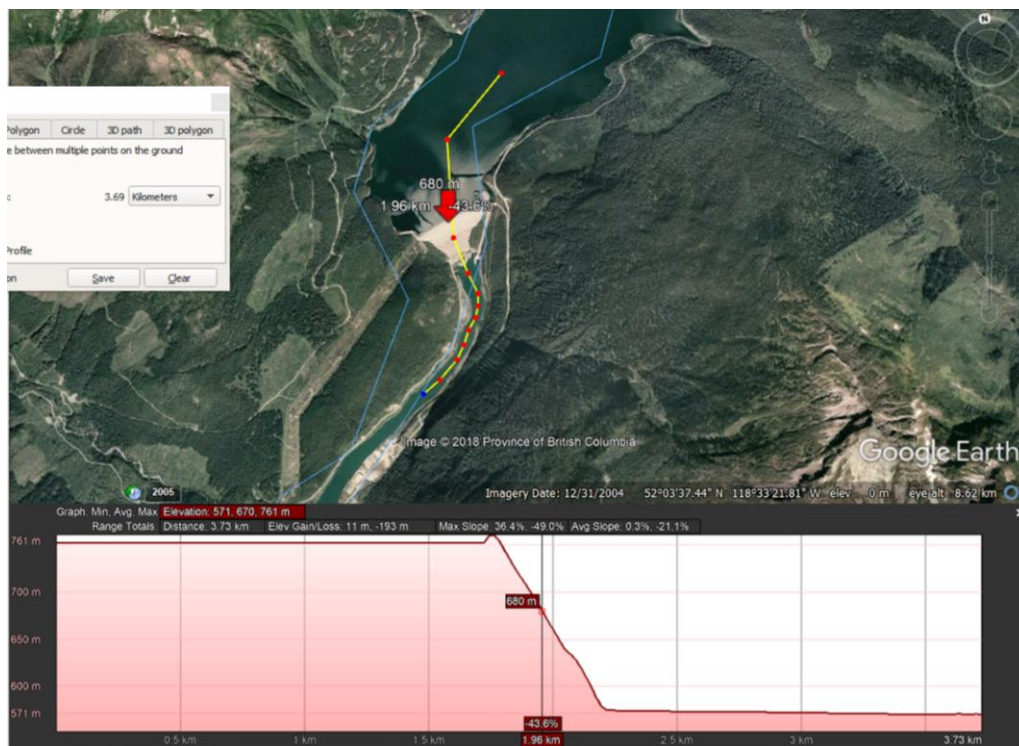 Polygon Circle 3D path 3D polygon
e between multiple points on the ground
3.69 Kilometers
Profile
on Save Clear
N
680 m
1.96 km -43.6%
Image © 2018 Province of British Columbia
Google Earth
2005
Imagery Date: 12/31/2004 52°03'37.44" N 118°33'21.81" W elev 0 m eye alt 8.62 km
Graph: Min, Avg, Max Elevation: 571, 670, 761 m
Range Totals: Distance: 3.73 km Elev Gain/Loss: 11 m, -193 m Max Slope: 36.4%, -49.0% Avg Slope: 0.3%, -21.1%
761 m
700 m
680 m
650 m
600 m
571 m
-43.6%
0.5 km 1 km 1.5 km 1.96 km 2.5 km 3 km 3.73 km